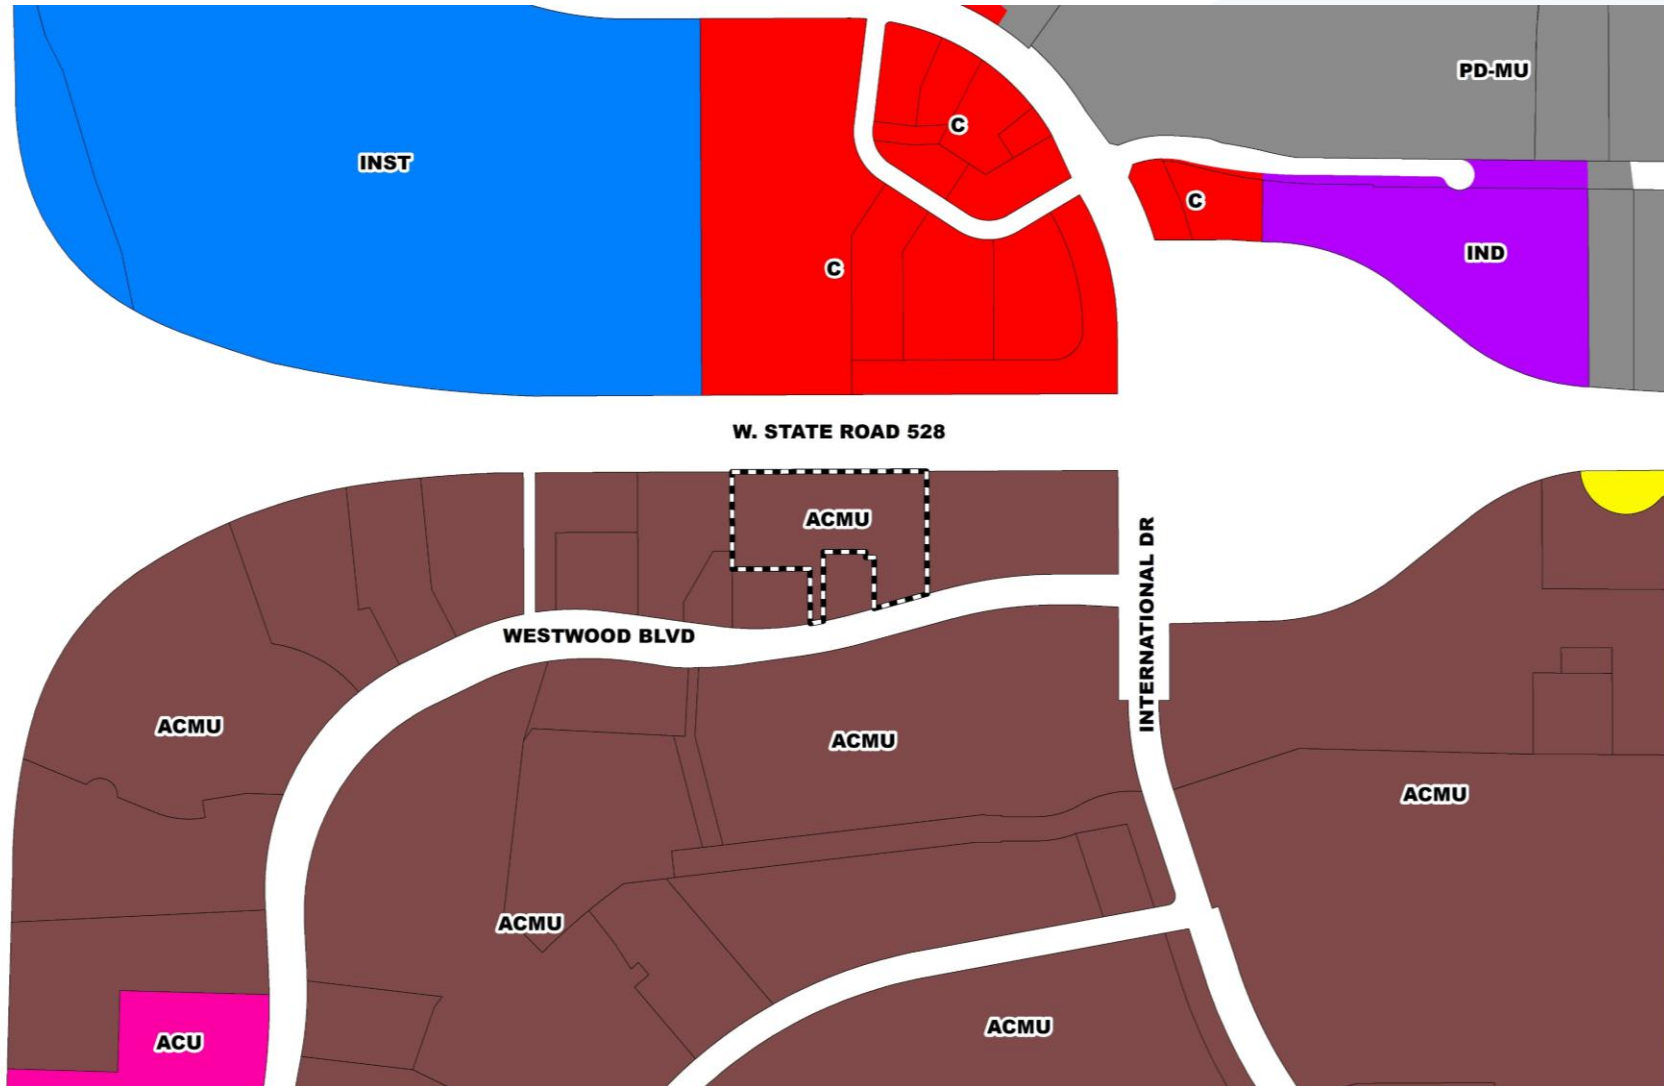 PD-MU
C
INST
C
IND
C
W. STATE ROAD 528
ACMU
INTERNATIONAL DR
WESTWOOD BLVD
ACMU
ACMU
ACMU
ACMU
ACMU
ACU